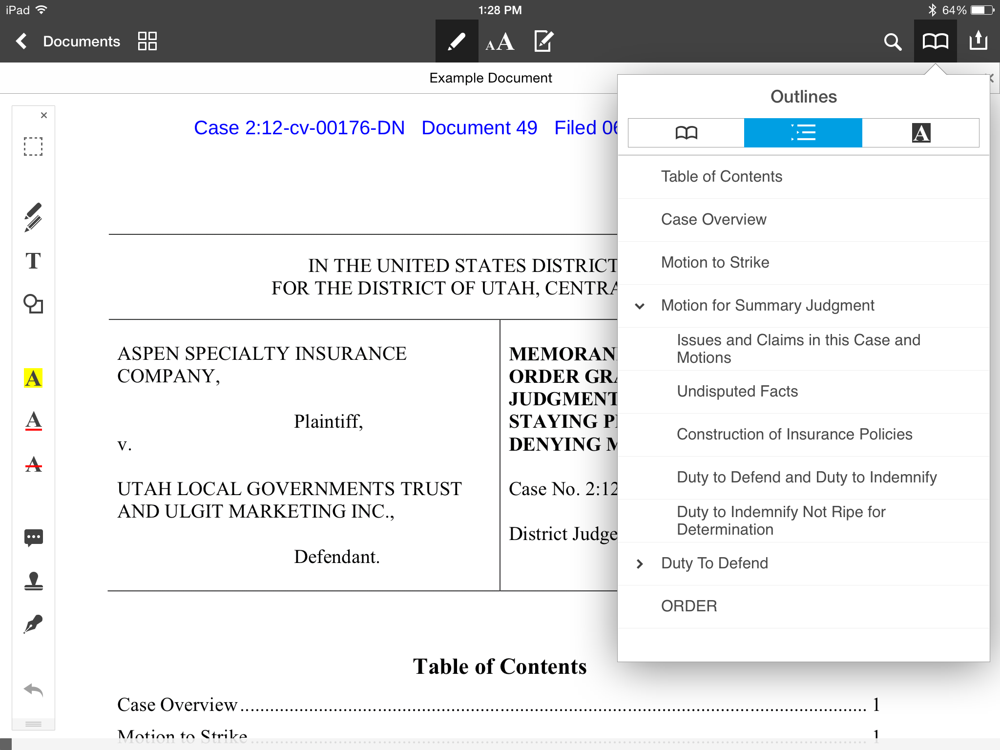 iPad
1:28 PM
64%
Documents
AA
Example Document
Case 2:12-cv-00176-DN Document 49 Filed 06
IN THE UNITED STATES DISTRICT
FOR THE DISTRICT OF UTAH, CENTRA
ASPEN SPECIALTY INSURANCE
COMPANY,
Plaintiff,
v.
UTAH LOCAL GOVERNMENTS TRUST
AND ULGIT MARKETING INC.,
Defendant.
MEMORAN
ORDER GRA
JUDGMENT
STAYING P
DENYING M
Case No. 2:12
District Judge
Table of Contents
Case Overview 1
Motion to Strike 1
T
A
A
A
Outlines
A
Table of Contents
Case Overview
Motion to Strike
Motion for Summary Judgment
Issues and Claims in this Case and
Motions
Undisputed Facts
Construction of Insurance Policies
Duty to Defend and Duty to Indemnify
Duty to Indemnify Not Ripe for
Determination
Duty To Defend
ORDER